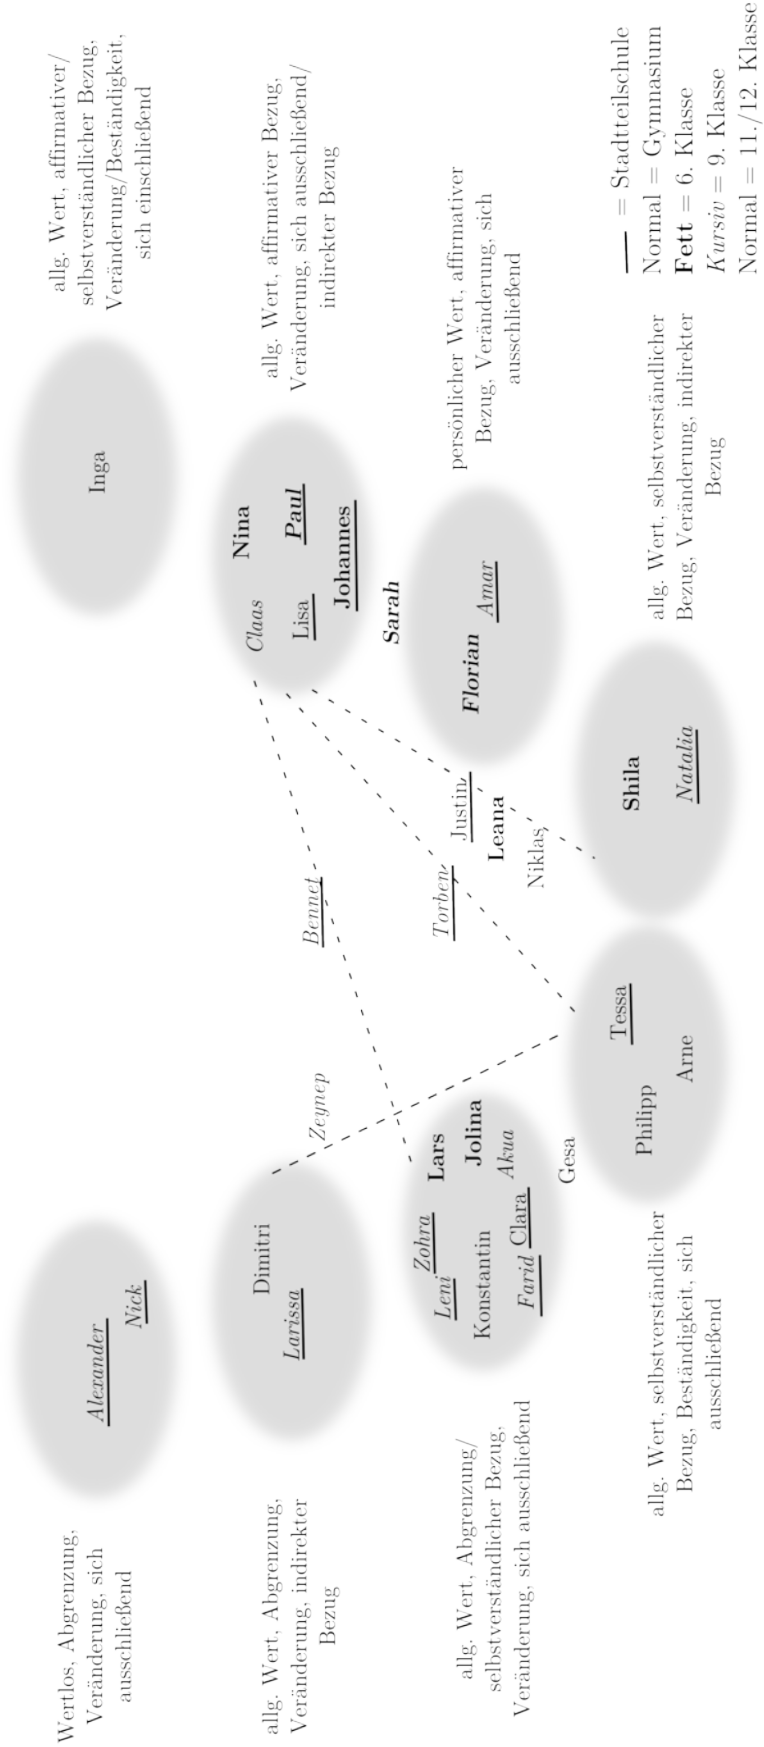 Wertlos, Abgrenzung,
Veränderung, sich
ausschließend
Alexander
Nick
Inga
allg. Wert, affirmativer/
selbstverständlicher Bezug,
Veränderung/Beständigkeit,
sich einschließend
allg. Wert, Abgrenzung,
Veränderung, indirekter
Bezug
Dimitri
Larissa
Zeynep
Bennet
Claas
Nina
Lisa
Paul
Johannes
allg. Wert, affirmativer Bezug,
Veränderung, sich ausschließend/
indirekter Bezug
Sarah
allg. Wert, Abgrenzung/
selbstverständlicher Bezug,
Veränderung, sich ausschließend
Zohra
Lars
Leni
Jolina
Konstantin
Akua
Farid
Clara
Gesa
Torben
Justin
Leana
Niklas
Florian
Amar
persönlicher Wert, affirmativer
Bezug, Veränderung, sich
ausschließend
allg. Wert, selbstverständlicher
Bezug, Beständigkeit, sich
ausschließend
Tessa
Philipp
Arne
Shila
Natalia
allg. Wert, selbstverständlicher
Bezug, Veränderung, indirekter
Bezug
= Stadtteilschule
Normal = Gymnasium
Fett = 6. Klasse
Kursiv = 9. Klasse
Normal = 11./12. Klasse